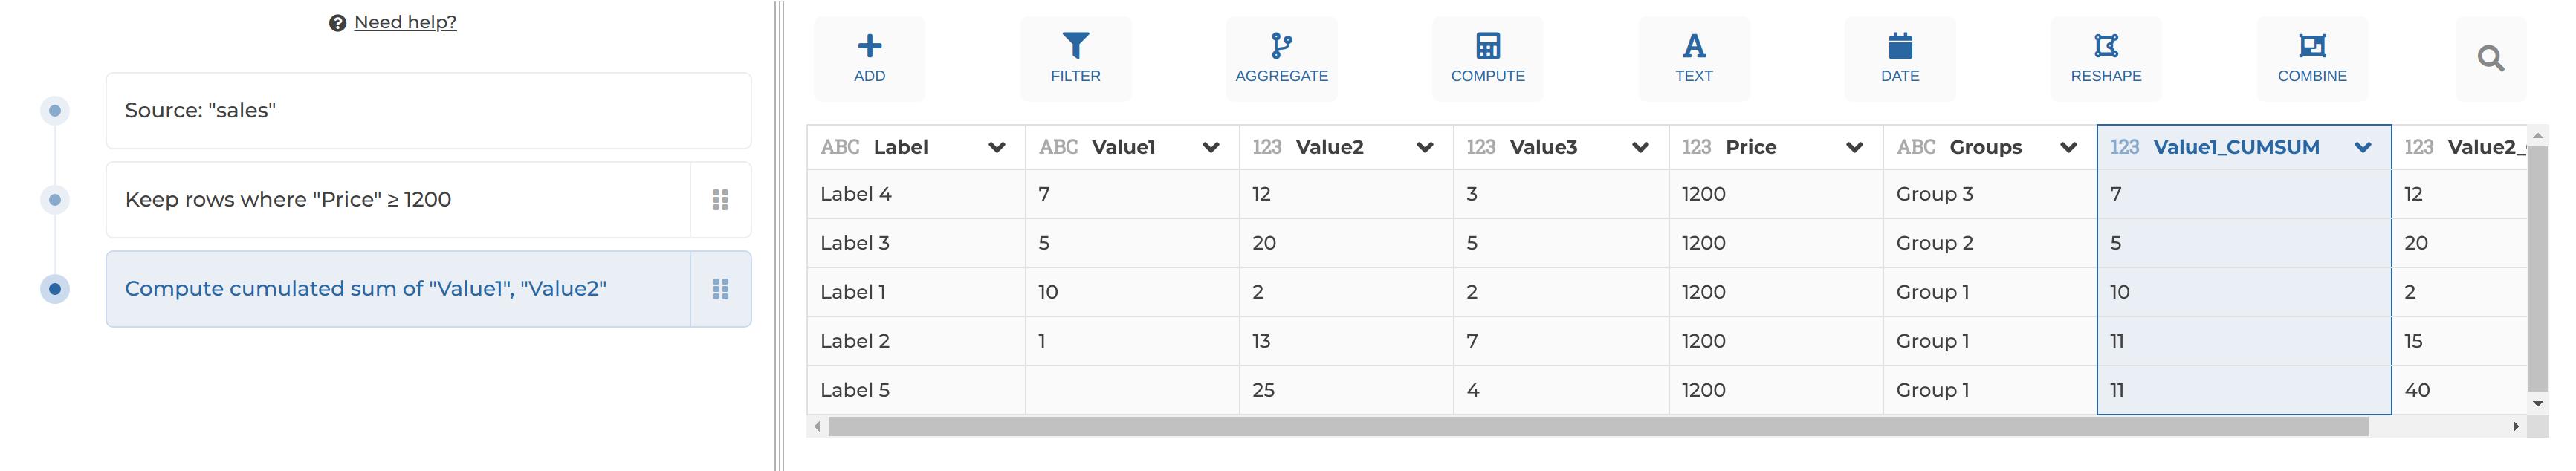 Need help?
Source: "sales"
Keep rows where "Price" ≥ 1200
Compute cumulated sum of "Value1", "Value2"
ADD FILTER AGGREGATE COMPUTE TEXT DATE RESHAPE COMBINE
ABC Label ABC Value1 123 Value2 123 Value3 123 Price ABC Groups 123 Value1_CUMSUM 123 Value2_
Label 4 7 12 3 1200 Group 3 7 12
Label 3 5 20 5 1200 Group 2 5 20
Label 1 10 2 2 1200 Group 1 10 2
Label 2 1 13 7 1200 Group 1 11 15
Label 5 25 4 1200 Group 1 11 40